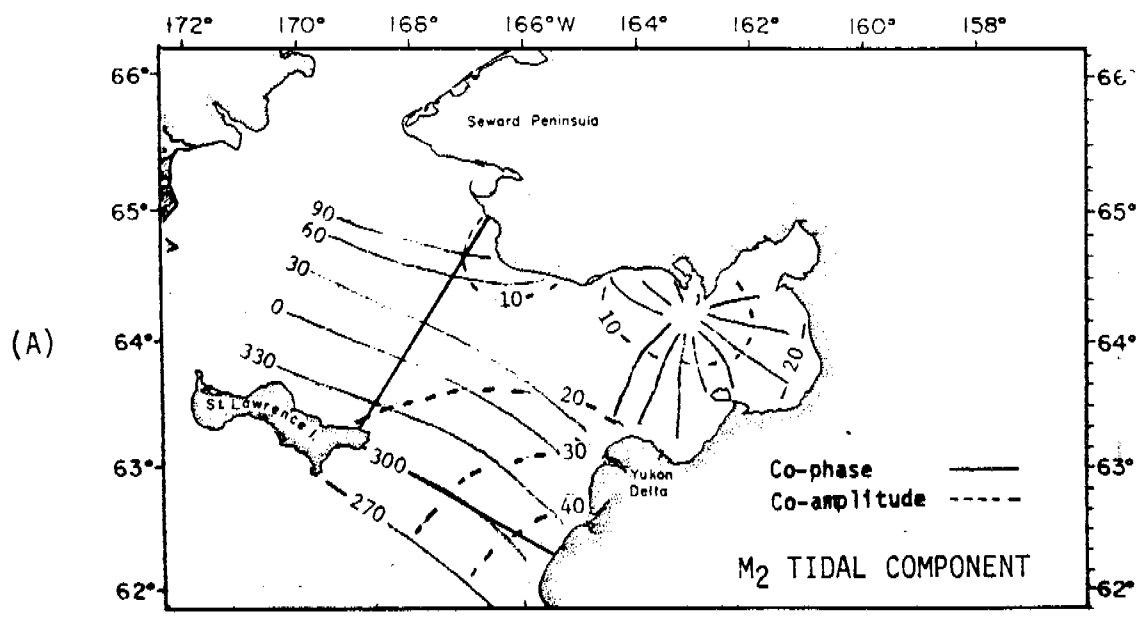 172° 170° 168° 166°W 164° 162° 160° 158°
66° 66°
Seward Peninsula
65° 65°
90
60
30
10
0
10
64° 64°
(A)
20
330
20
St. Lawrence I.
30
300
63° 63°
Yukon
Delta
Co-phase
Co-amplitude
270
40
M2 TIDAL COMPONENT
62° 62°